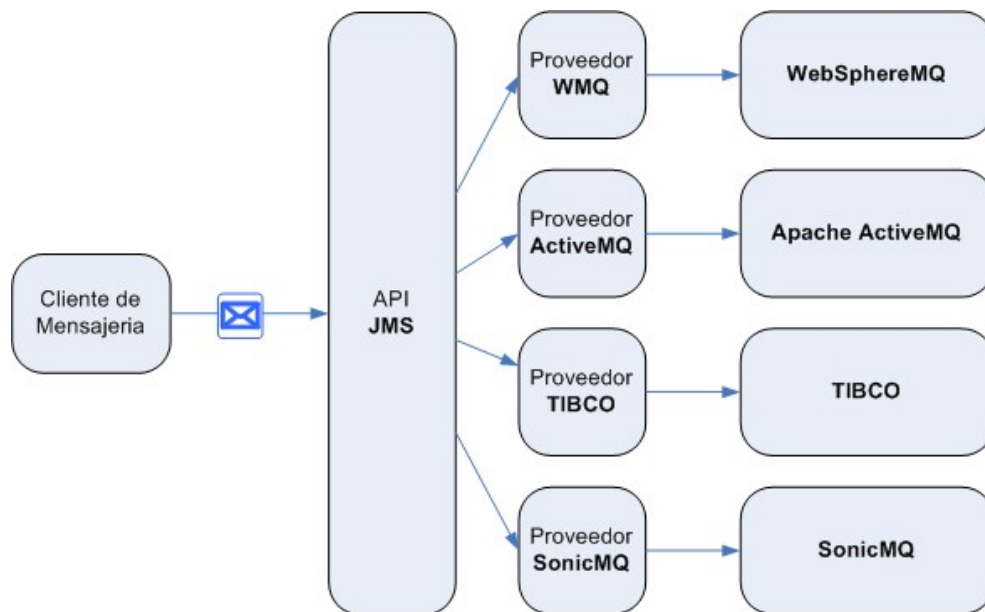 Cliente de
Mensajeria
API
JMS
Proveedor
WMQ
WebSphereMQ
Proveedor
ActiveMQ
Apache ActiveMQ
Proveedor
TIBCO
TIBCO
Proveedor
SonicMQ
SonicMQ